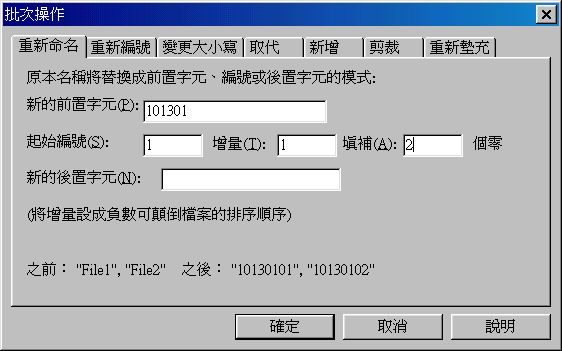 批次操作
重新命名 重新編號 變更大小寫 取代 新增 剪裁 重新墊充
原本名稱將替換成前置字元、編號或後置字元的模式:
新的前置字元(P): 101301
起始編號(S): 1 增量(T): 1 填補(A): 2 個零
新的後置字元(N):
(將增量設成負數可顛倒檔案的排序順序)
之前： "File1", "File2" 之後： "10130101", "10130102"
確定 取消 說明